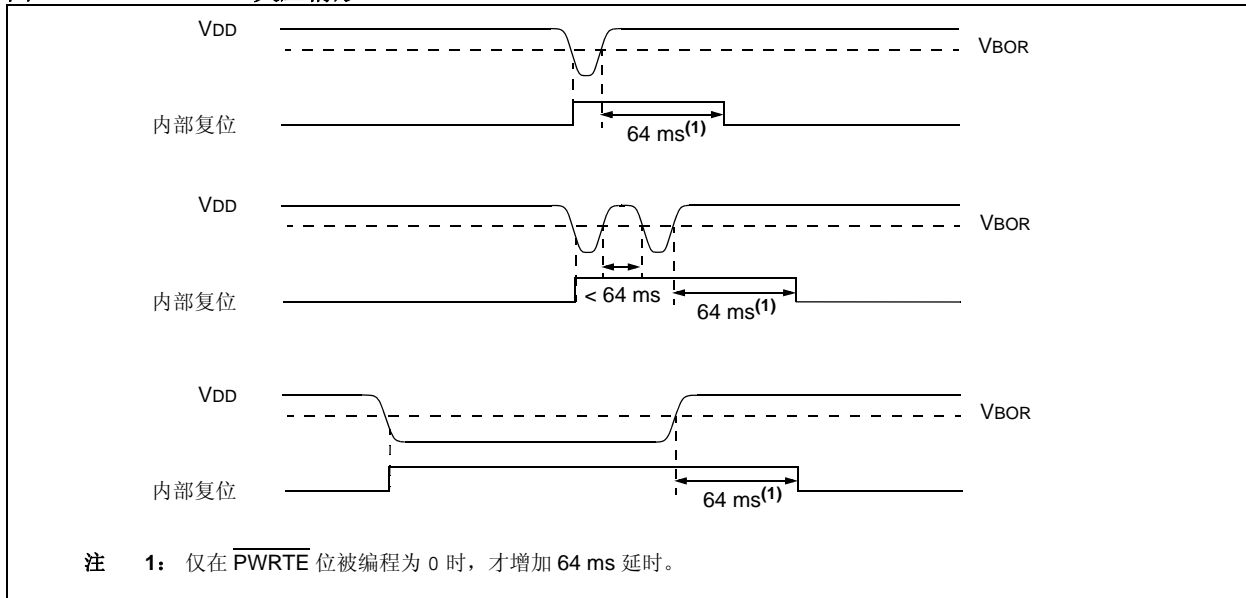 VDD
VBOR
内部复位
64 ms(1)
VDD
VBOR
内部复位
< 64 ms
64 ms(1)
VDD
VBOR
内部复位
64 ms(1)
注 1： 仅在 PWRTE 位被编程为 0 时，才增加 64 ms 延时。